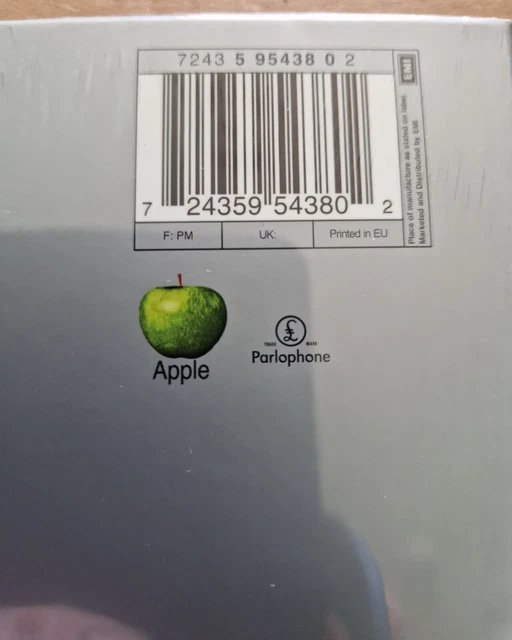 7243 5 95438 0 2
EMI
Place of manufacture as stated on label.
Marketed and Distributed by EMI.
7 24359 54380 2
F: PM
UK:
Printed in EU
Apple
TRADE MARK
Parlophone